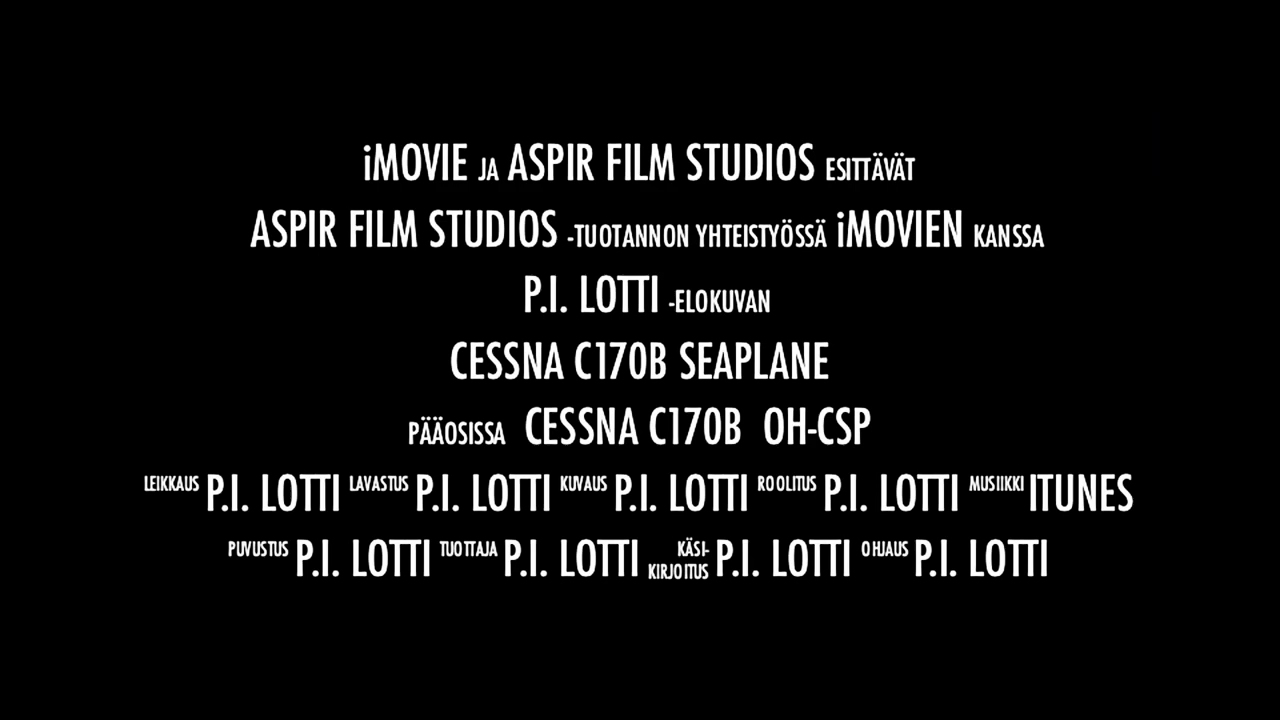 iMOVIE JA ASPIR FILM STUDIOS ESITTÄVÄT
ASPIR FILM STUDIOS -TUOTANNON YHTEISTYÖSSÄ iMOVIEN KANSSA
P.I. LOTTI -ELOKUVAN
CESSNA C170B SEAPLANE
PÄÄOSISSA CESSNA C170B OH-CSP
LEIKKAUS P.I. LOTTI LAVASTUS P.I. LOTTI KUVAUS P.I. LOTTI ROOLITUS P.I. LOTTI MUSIIKKI ITUNES
PUVUSTUS P.I. LOTTI TUOTTAJA P.I. LOTTI KÄSI-KIRJOITUS P.I. LOTTI OHJAUS P.I. LOTTI